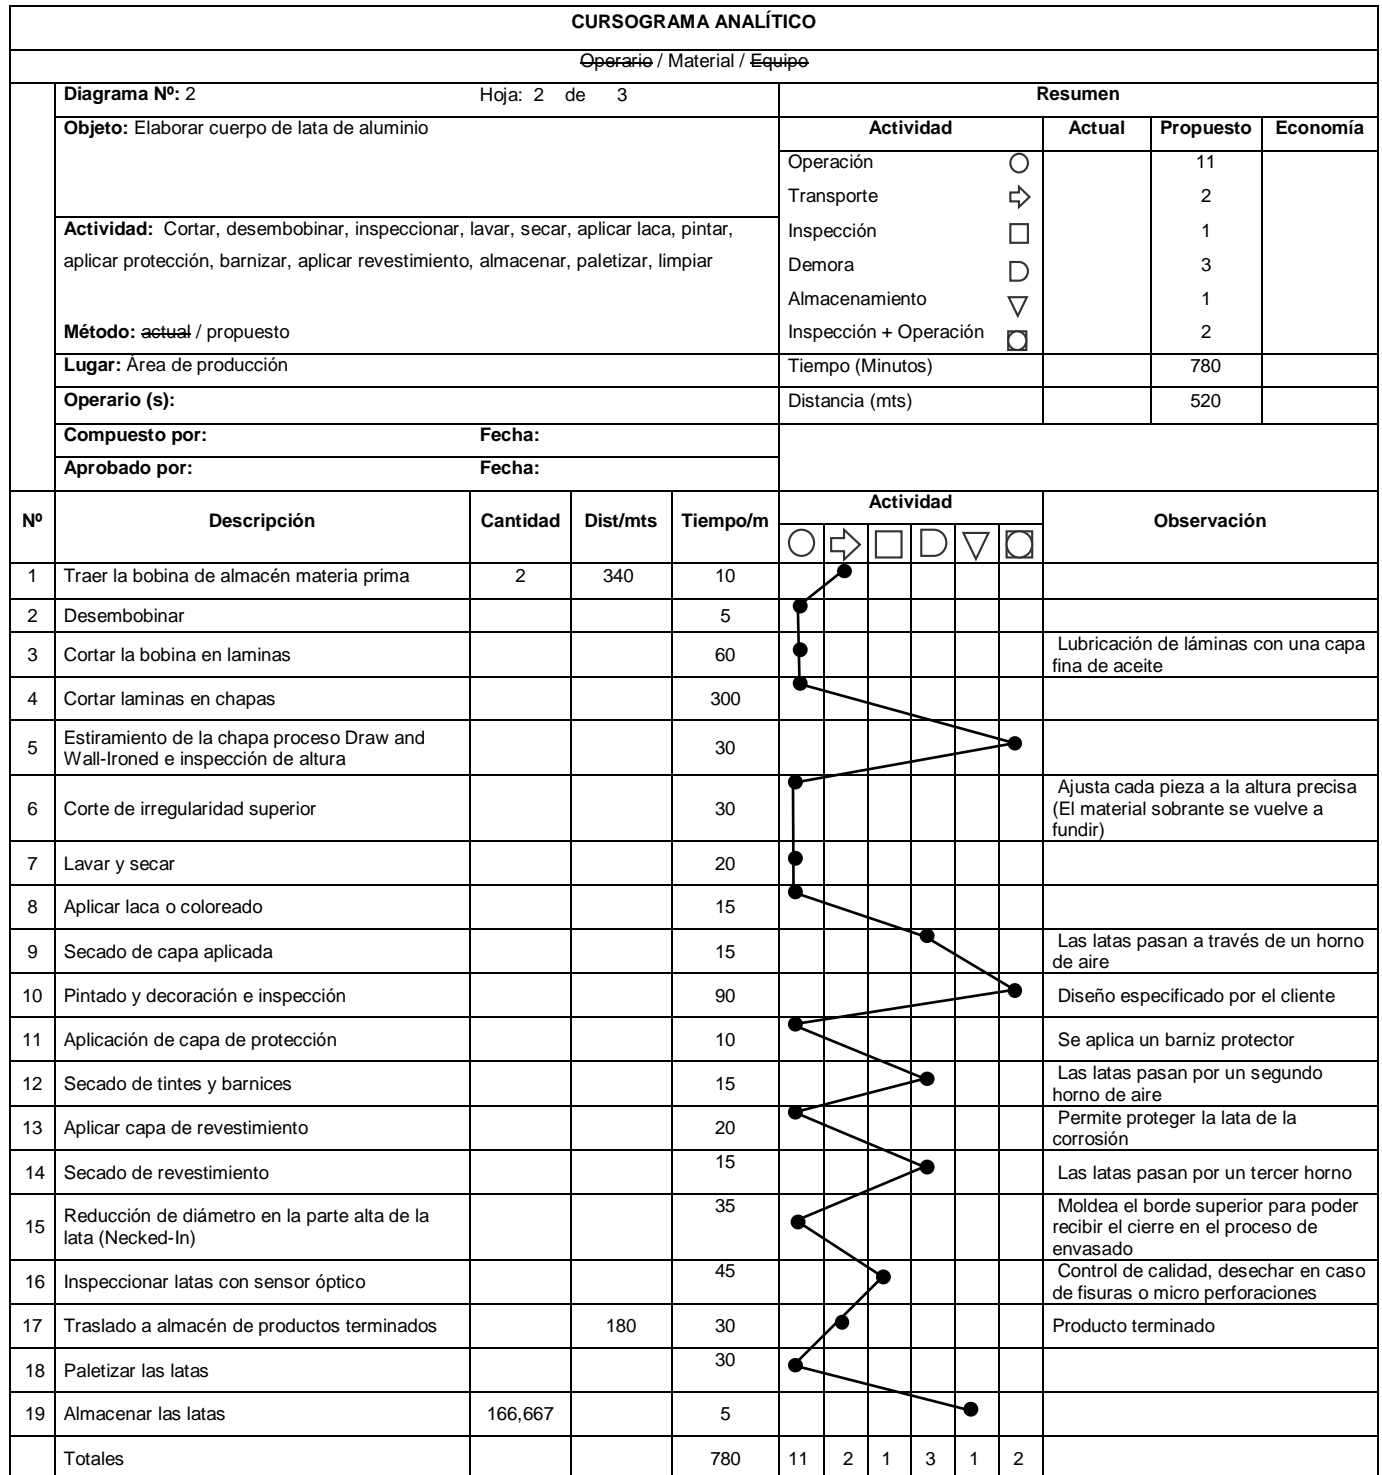 CURSOGRAMA ANALÍTICO
Operario / Material / Equipo
Diagrama Nº: 2 Hoja: 2 de 3 Resumen
Objeto: Elaborar cuerpo de lata de aluminio Actividad Actual Propuesto Economía
Operación 11
Transporte 2
Actividad: Cortar, desembobinar, inspeccionar, lavar, secar, aplicar laca, pintar, Inspección 1
aplicar protección, barnizar, aplicar revestimiento, almacenar, paletizar, limpiar Demora 3
Almacenamiento 1
Método: actual / propuesto Inspección + Operación 2
Lugar: Área de producción Tiempo (Minutos) 780
Operario (s): Distancia (mts) 520
Compuesto por: Fecha:
Aprobado por: Fecha:
Nº Descripción Cantidad Dist/mts Tiempo/m Actividad Observación
1 Traer la bobina de almacén materia prima 2 340 10
2 Desembobinar 5
3 Cortar la bobina en laminas 60 Lubricación de láminas con una capa
fina de aceite
4 Cortar laminas en chapas 300
5 Estiramiento de la chapa proceso Draw and
Wall-Ironed e inspección de altura 30
6 Corte de irregularidad superior 30 Ajusta cada pieza a la altura precisa
(El material sobrante se vuelve a
fundir)
7 Lavar y secar 20
8 Aplicar laca o coloreado 15
9 Secado de capa aplicada 15 Las latas pasan a través de un horno
de aire
10 Pintado y decoración e inspección 90 Diseño especificado por el cliente
11 Aplicación de capa de protección 10 Se aplica un barniz protector
12 Secado de tintes y barnices 15 Las latas pasan por un segundo
horno de aire
13 Aplicar capa de revestimiento 20 Permite proteger la lata de la
corrosión
14 Secado de revestimiento 15 Las latas pasan por un tercer horno
15 Reducción de diámetro en la parte alta de la
lata (Necked-In) 35 Moldea el borde superior para poder
recibir el cierre en el proceso de
envasado
16 Inspeccionar latas con sensor óptico 45 Control de calidad, desechar en caso
de fisuras o micro perforaciones
17 Traslado a almacén de productos terminados 180 30 Producto terminado
18 Paletizar las latas 30
19 Almacenar las latas 166,667 5
Totales 780 11 2 1 3 1 2